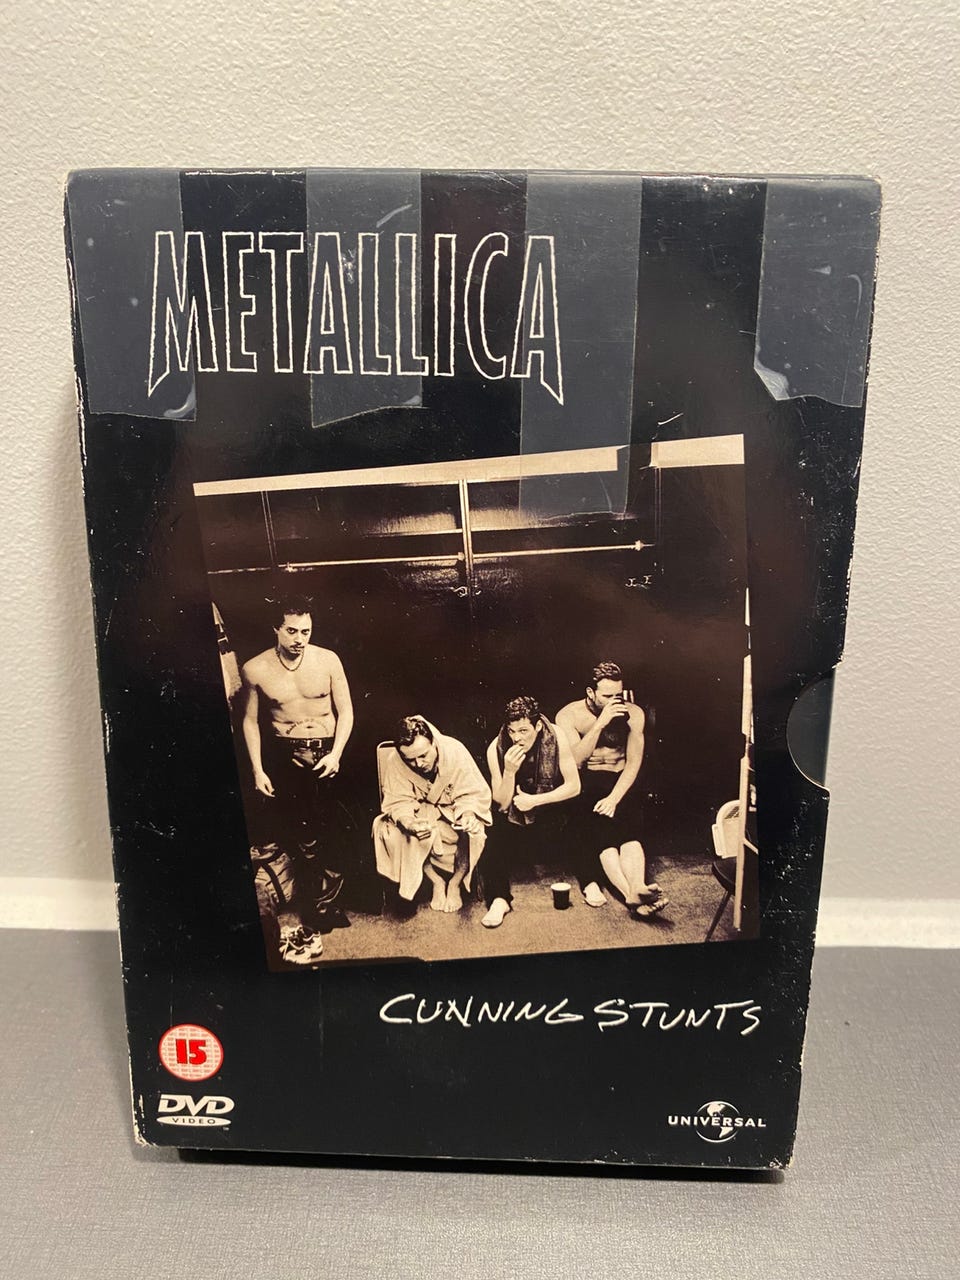 METALLICA
CUNNING STUNTS
15
DVD
VIDEO
UNIVERSAL